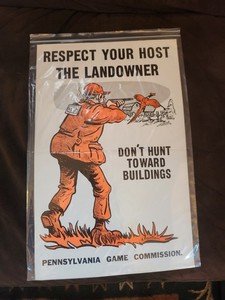 RESPECT YOUR HOST
THE LANDOWNER
DON'T HUNT
TOWARD
BUILDINGS
PENNSYLVANIA GAME COMMISSION.